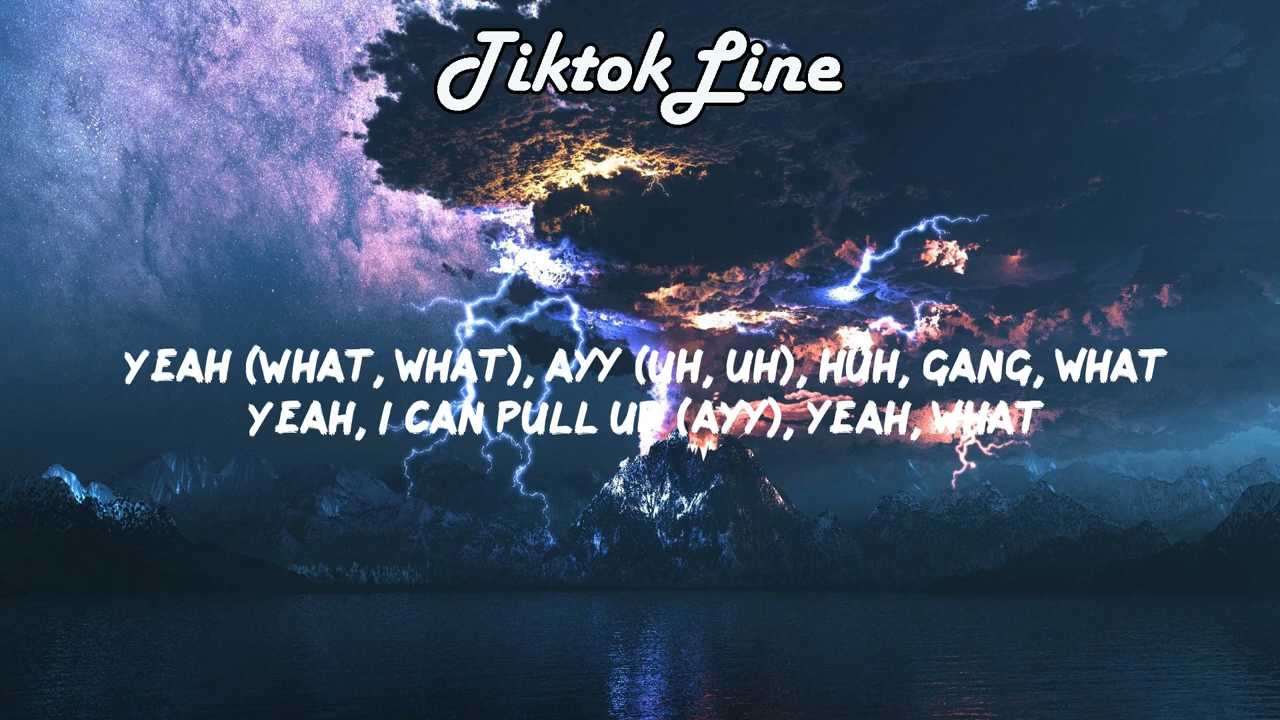 Tiktok Line
YEAH (WHAT, WHAT), AYY (UH, UH), HUH, GANG, WHAT
YEAH, I CAN PULL UP (AYY), YEAH, WHAT